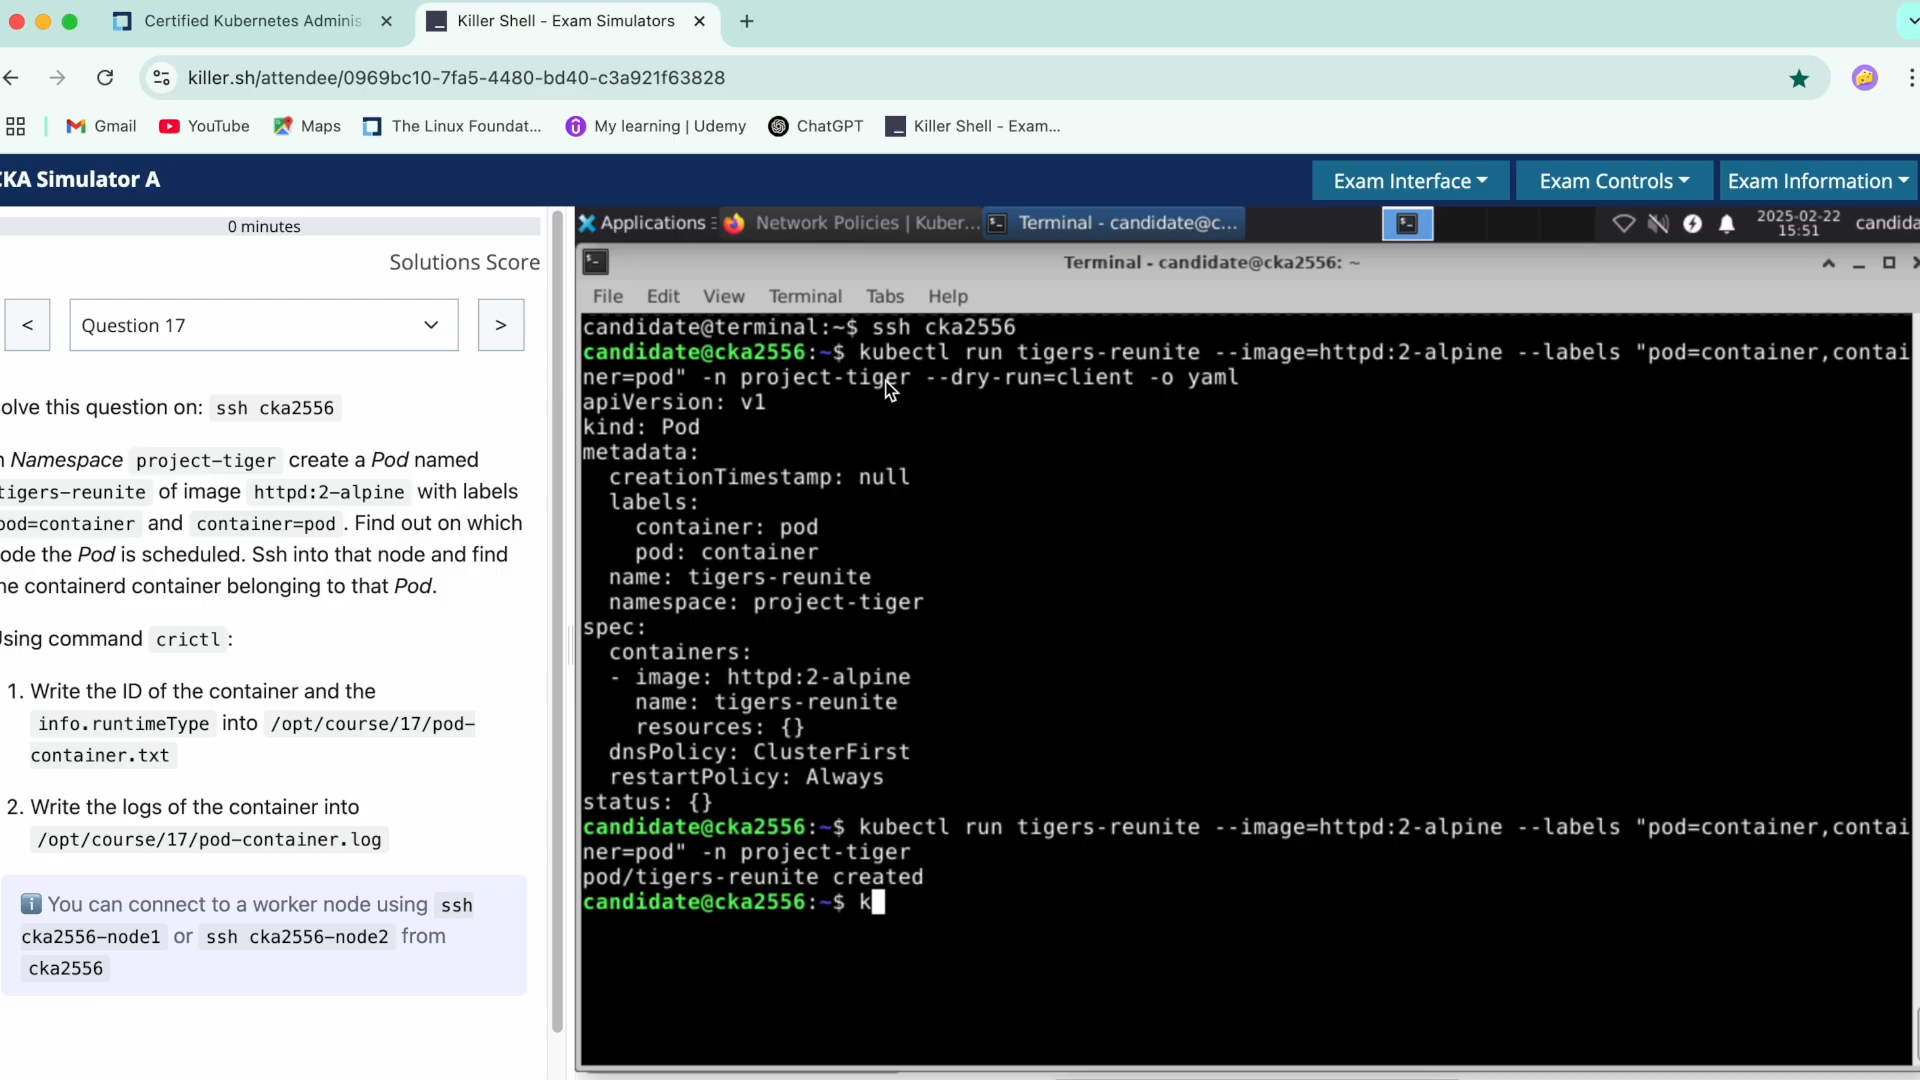 Certified Kubernetes Adminis
Killer Shell - Exam Simulators
killer.sh/attendee/0969bc10-7fa5-4480-bd40-c3a921f63828
Gmail
YouTube
Maps
The Linux Foundat...
My learning | Udemy
ChatGPT
Killer Shell - Exam...
CKA Simulator A
Exam Interface
Exam Controls
Exam Information
0 minutes
Solutions Score
<
Question 17
>
olve this question on: ssh cka2556
n Namespace project-tiger create a Pod named
tigers-reunite of image httpd:2-alpine with labels
pod=container and container=pod. Find out on which
ode the Pod is scheduled. Ssh into that node and find
he containerd container belonging to that Pod.
Using command crictl:
1. Write the ID of the container and the
info.runtimeType into /opt/course/17/pod-
container.txt
2. Write the logs of the container into
/opt/course/17/pod-container.log
You can connect to a worker node using ssh
cka2556-node1 or ssh cka2556-node2 from
cka2556
Applications
Network Policies | Kuber...
Terminal - candidate@c...
2025-02-22
15:51
candida
Terminal - candidate@cka2556: ~
File Edit View Terminal Tabs Help
candidate@terminal:~$ ssh cka2556
candidate@cka2556:~$ kubectl run tigers-reunite --image=httpd:2-alpine --labels "pod=container,contai
ner=pod" -n project-tiger --dry-run=client -o yaml
apiVersion: v1
kind: Pod
metadata:
  creationTimestamp: null
  labels:
    container: pod
    pod: container
  name: tigers-reunite
  namespace: project-tiger
spec:
  containers:
  - image: httpd:2-alpine
    name: tigers-reunite
    resources: {}
  dnsPolicy: ClusterFirst
  restartPolicy: Always
status: {}
candidate@cka2556:~$ kubectl run tigers-reunite --image=httpd:2-alpine --labels "pod=container,contai
ner=pod" -n project-tiger
pod/tigers-reunite created
candidate@cka2556:~$ k